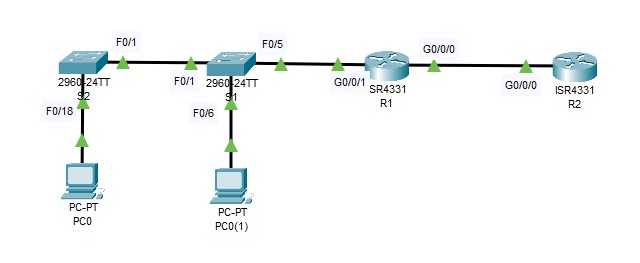 F0/1
F0/1
F0/5
G0/0/1
G0/0/0
G0/0/0
2960-24TT
S2
2960-24TT
S1
SR4331
R1
ISR4331
R2
F0/18
F0/6
PC-PT
PC0
PC-PT
PC0(1)